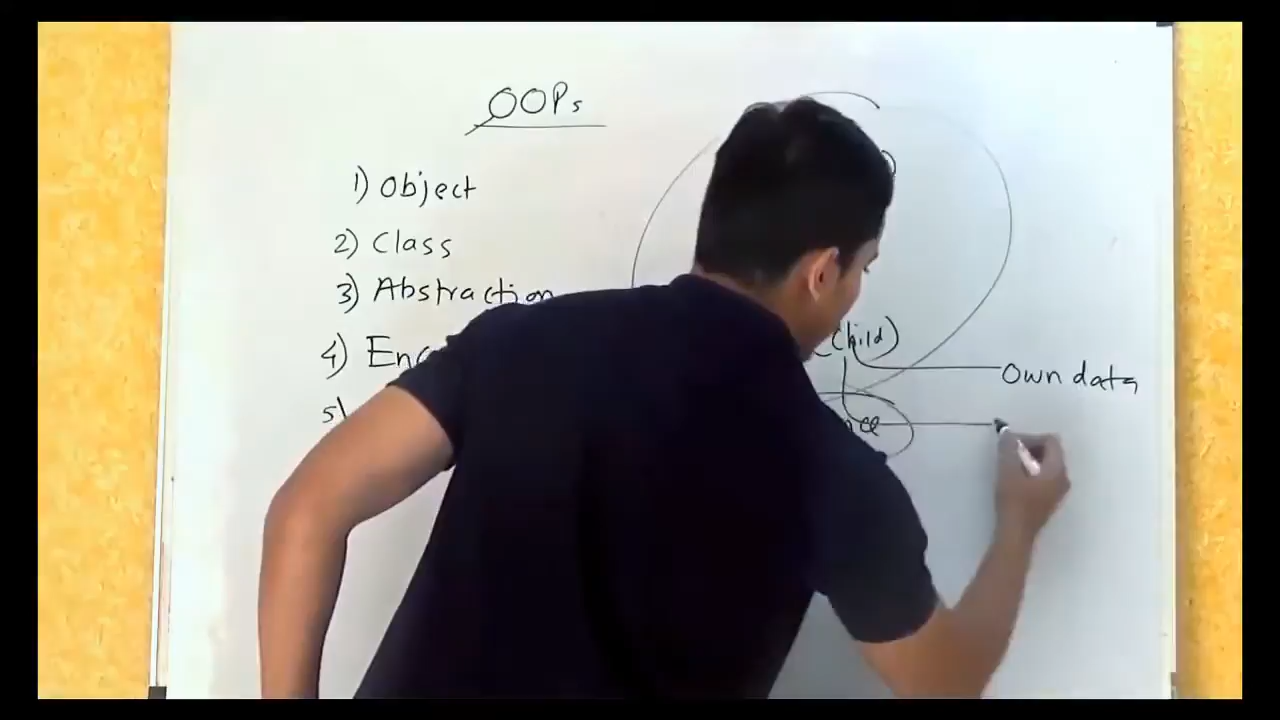 OOPs
1) Object
2) Class
3) Abstraction
4) Enc
5)
(Child)
Own data